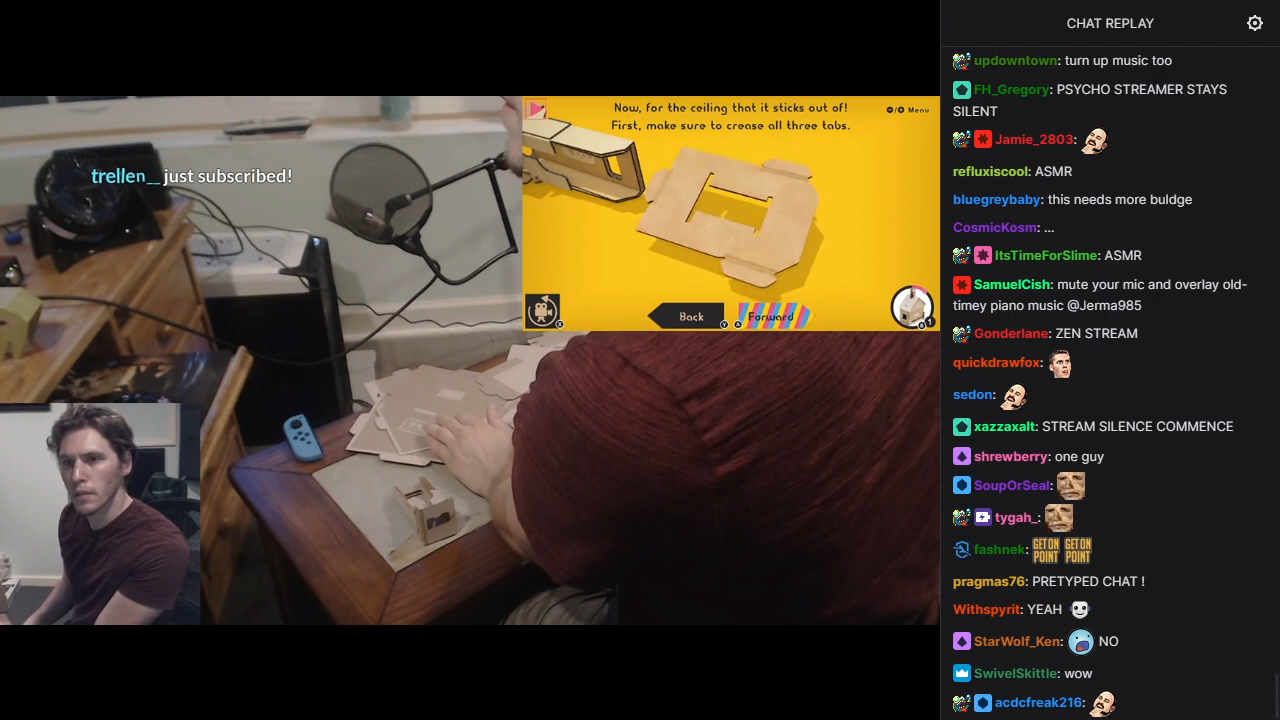 CHAT REPLAY
updowntown: turn up music too
FH_Gregory: PSYCHO STREAMER STAYS
SILENT
Jamie_2803:
refluxiscool: ASMR
bluegreybaby: this needs more buldge
CosmicKosm: ...
ItsTimeForSlime: ASMR
SamuelCish: mute your mic and overlay old-
timey piano music @Jerma985
Gonderlane: ZEN STREAM
quickdrawfox:
sedon:
xazzaxalt: STREAM SILENCE COMMENCE
shrewberry: one guy
SoupOrSeal:
tygah_:
fashnek: GET ON POINT GET ON POINT
pragmas76: PRETYPED CHAT !
Withspyrit: YEAH
StarWolf_Ken: NO
SwivelSkittle: wow
acdcfreak216:
trellen__ just subscribed!
Now, for the ceiling that it sticks out of!
First, make sure to crease all three tabs.
Menu
Back
Forward